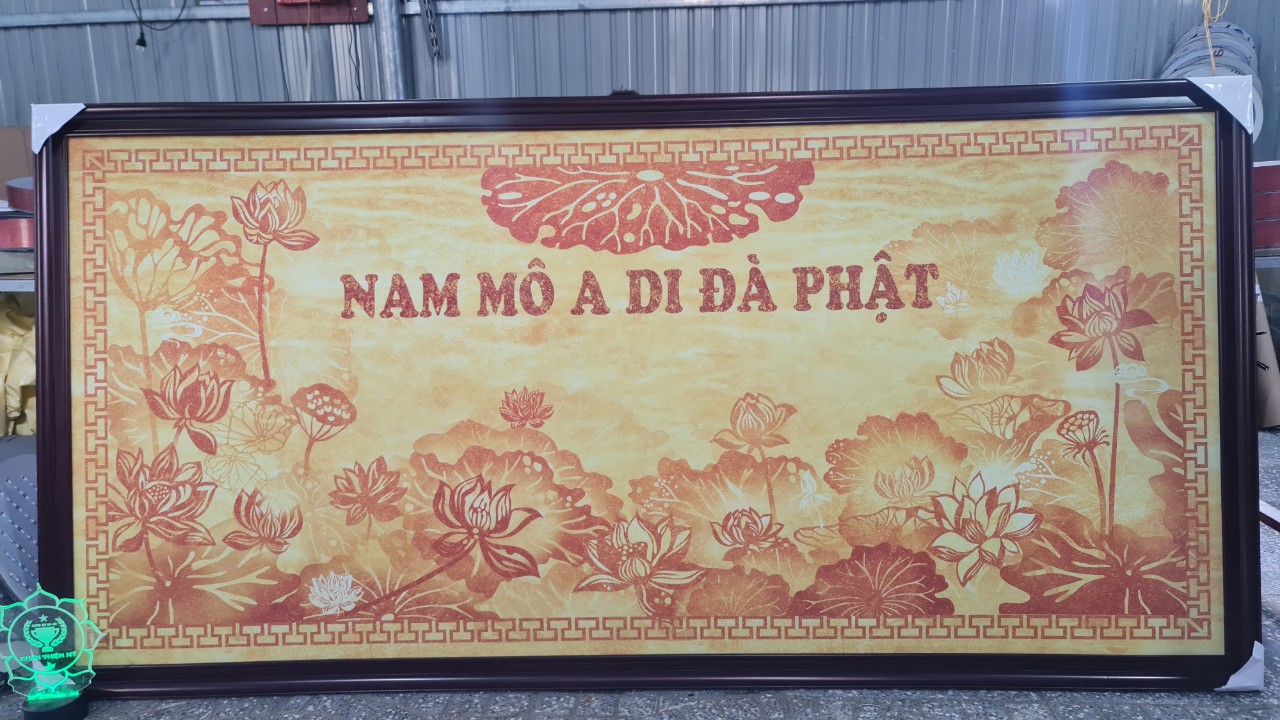 NAM MÔ A DI ĐÀ PHẬT